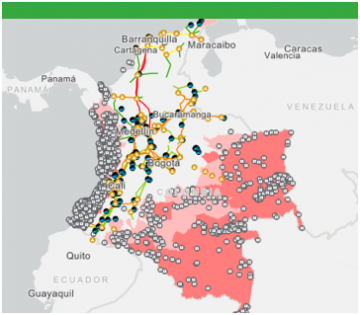 Barranquilla
Cartagena
Maracaibo
Caracas
Valencia
Panamá
PANAMÁ
VENEZUELA
Bucaramanga
Medellín
Bogotá
COLOMBIA
Cali
Quito
ECUADOR
Guayaquil